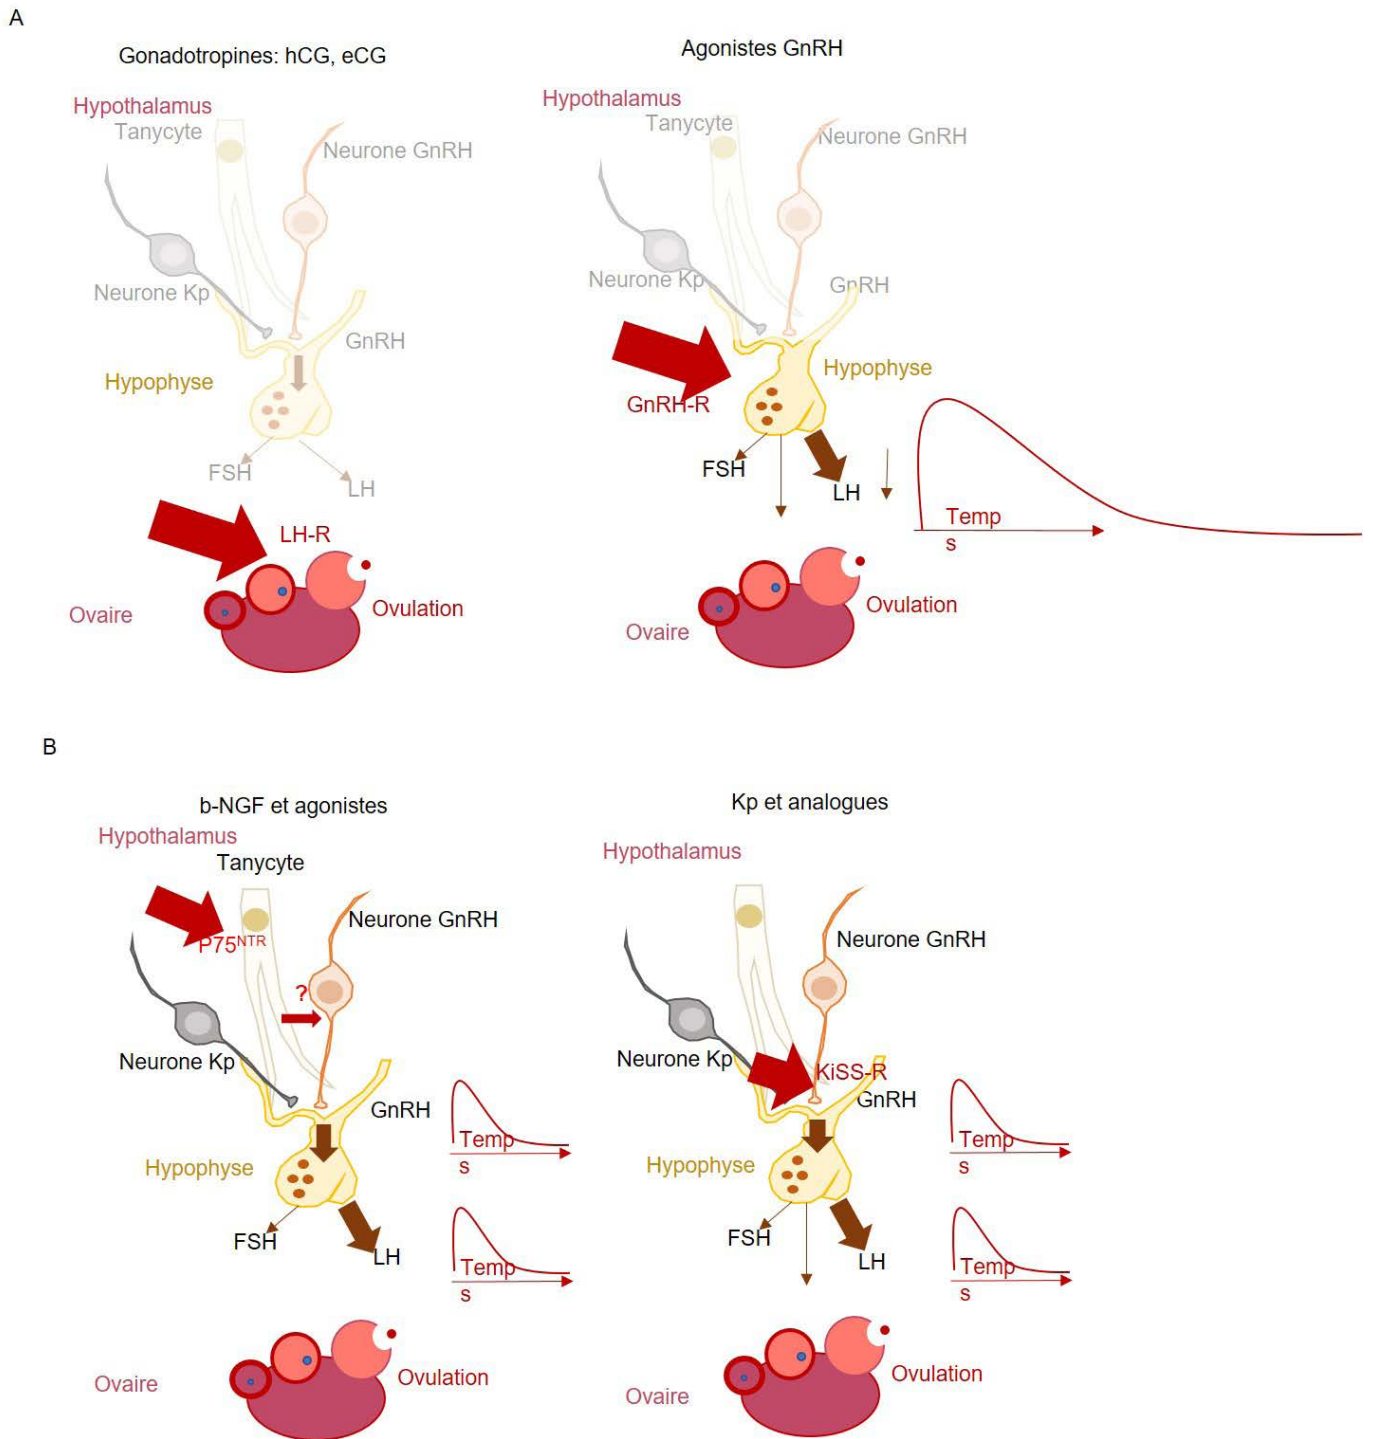 A
Gonadotropines: hCG, eCG
Hypothalamus
Tanycyte
Neurone GnRH
Neurone Kp
GnRH
Hypophyse
FSH
LH
LH-R
Ovaire
Ovulation
Agonistes GnRH
Hypothalamus
Tanycyte
Neurone GnRH
Neurone Kp
GnRH
Hypophyse
GnRH-R
FSH
LH
Temp
s
Ovulation
Ovaire
B
b-NGF et agonistes
Hypothalamus
Tanycyte
Neurone GnRH
P75NTR
?
Neurone Kp
GnRH
Temp
s
Hypophyse
FSH
LH
Temp
s
Ovaire
Ovulation
Kp et analogues
Hypothalamus
Neurone GnRH
Neurone Kp
KiSS-R
GnRH
Temp
s
Hypophyse
FSH
LH
Temp
s
Ovulation
Ovaire